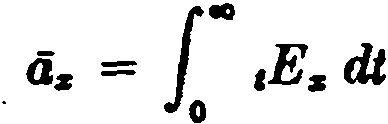 ā_x = ∫_0^∞ _tE_x dt